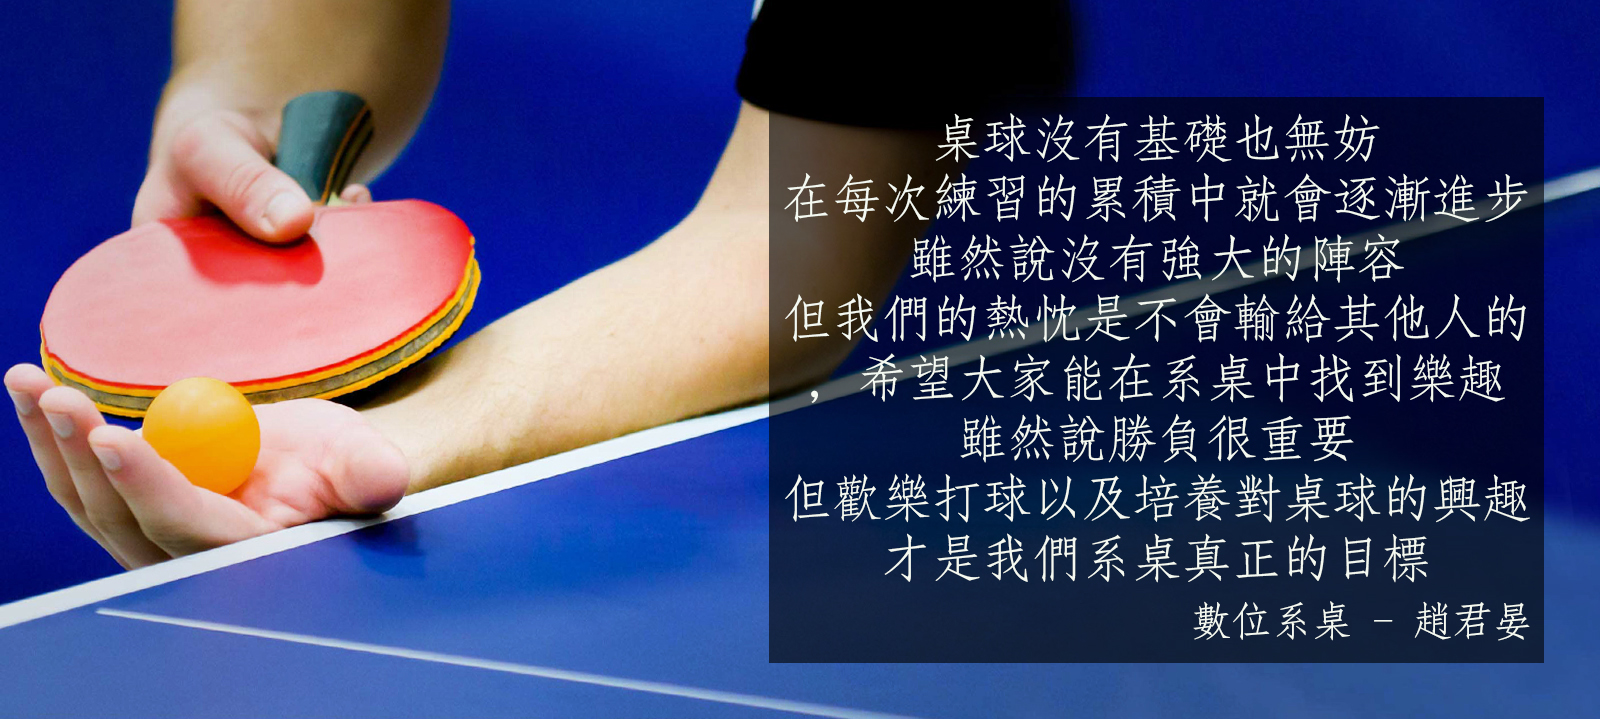 桌球沒有基礎也無妨
在每次練習的累積中就會逐漸進步
雖然說沒有強大的陣容
但我們的熱忱是不會輸給其他人的
，希望大家能在系桌中找到樂趣
雖然說勝負很重要
但歡樂打球以及培養對桌球的興趣
才是我們系桌真正的目標
數位系桌 – 趙君晏